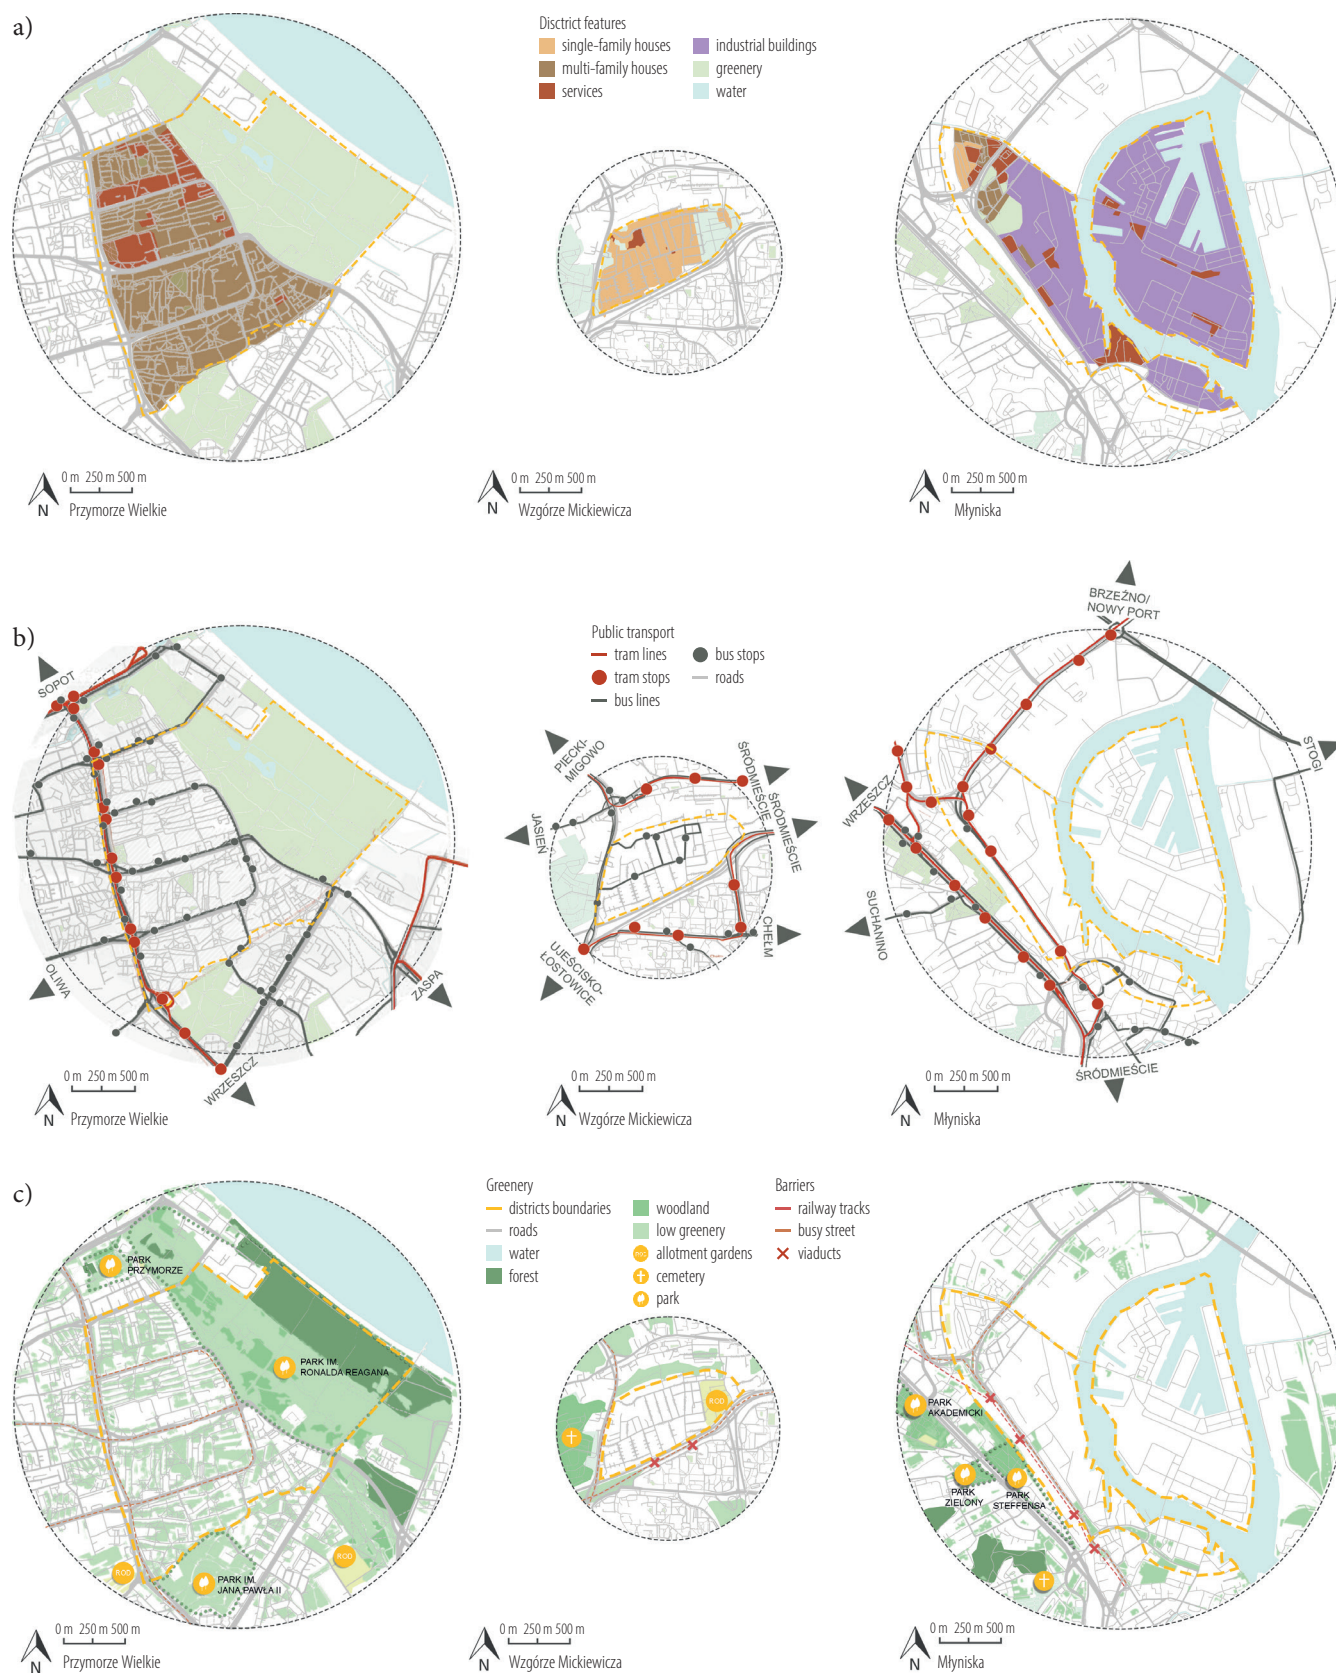 a)
Disctrict features
single-family houses
multi-family houses
services
industrial buildings
greenery
water
0 m 250 m 500 m
N
Przymorze Wielkie
0 m 250 m 500 m
N
Wzgórze Mickiewicza
0 m 250 m 500 m
N
Młyniska
b)
Public transport
tram lines
tram stops
bus lines
bus stops
roads
SOPOT
OLIWA
WRZESZCZ
ZASPA
PIECKI-
MIGOWO
JASIEŃ
ŚRÓDMIEŚCIE
ŚRÓDMIEŚCIE
CHEŁM
UJEŚCISKO-
ŁOSTOWICE
BRZEŹNO/
NOWY PORT
STOGI
WRZESZCZ
SUCHANINO
ŚRÓDMIEŚCIE
0 m 250 m 500 m
N
Przymorze Wielkie
0 m 250 m 500 m
N
Wzgórze Mickiewicza
0 m 250 m 500 m
N
Młyniska
c)
Greenery
districts boundaries
roads
water
forest
woodland
low greenery
ROD allotment gardens
cemetery
park
Barriers
railway tracks
busy street
viaducts
PARK
PRZYMORZE
PARK IM.
RONALDA REAGANA
ROD
ROD
PARK IM.
JANA PAWŁA II
ROD
PARK
AKADEMICKI
PARK
ZIELONY
PARK
STEFFENSA
0 m 250 m 500 m
N
Przymorze Wielkie
0 m 250 m 500 m
N
Wzgórze Mickiewicza
0 m 250 m 500 m
N
Młyniska